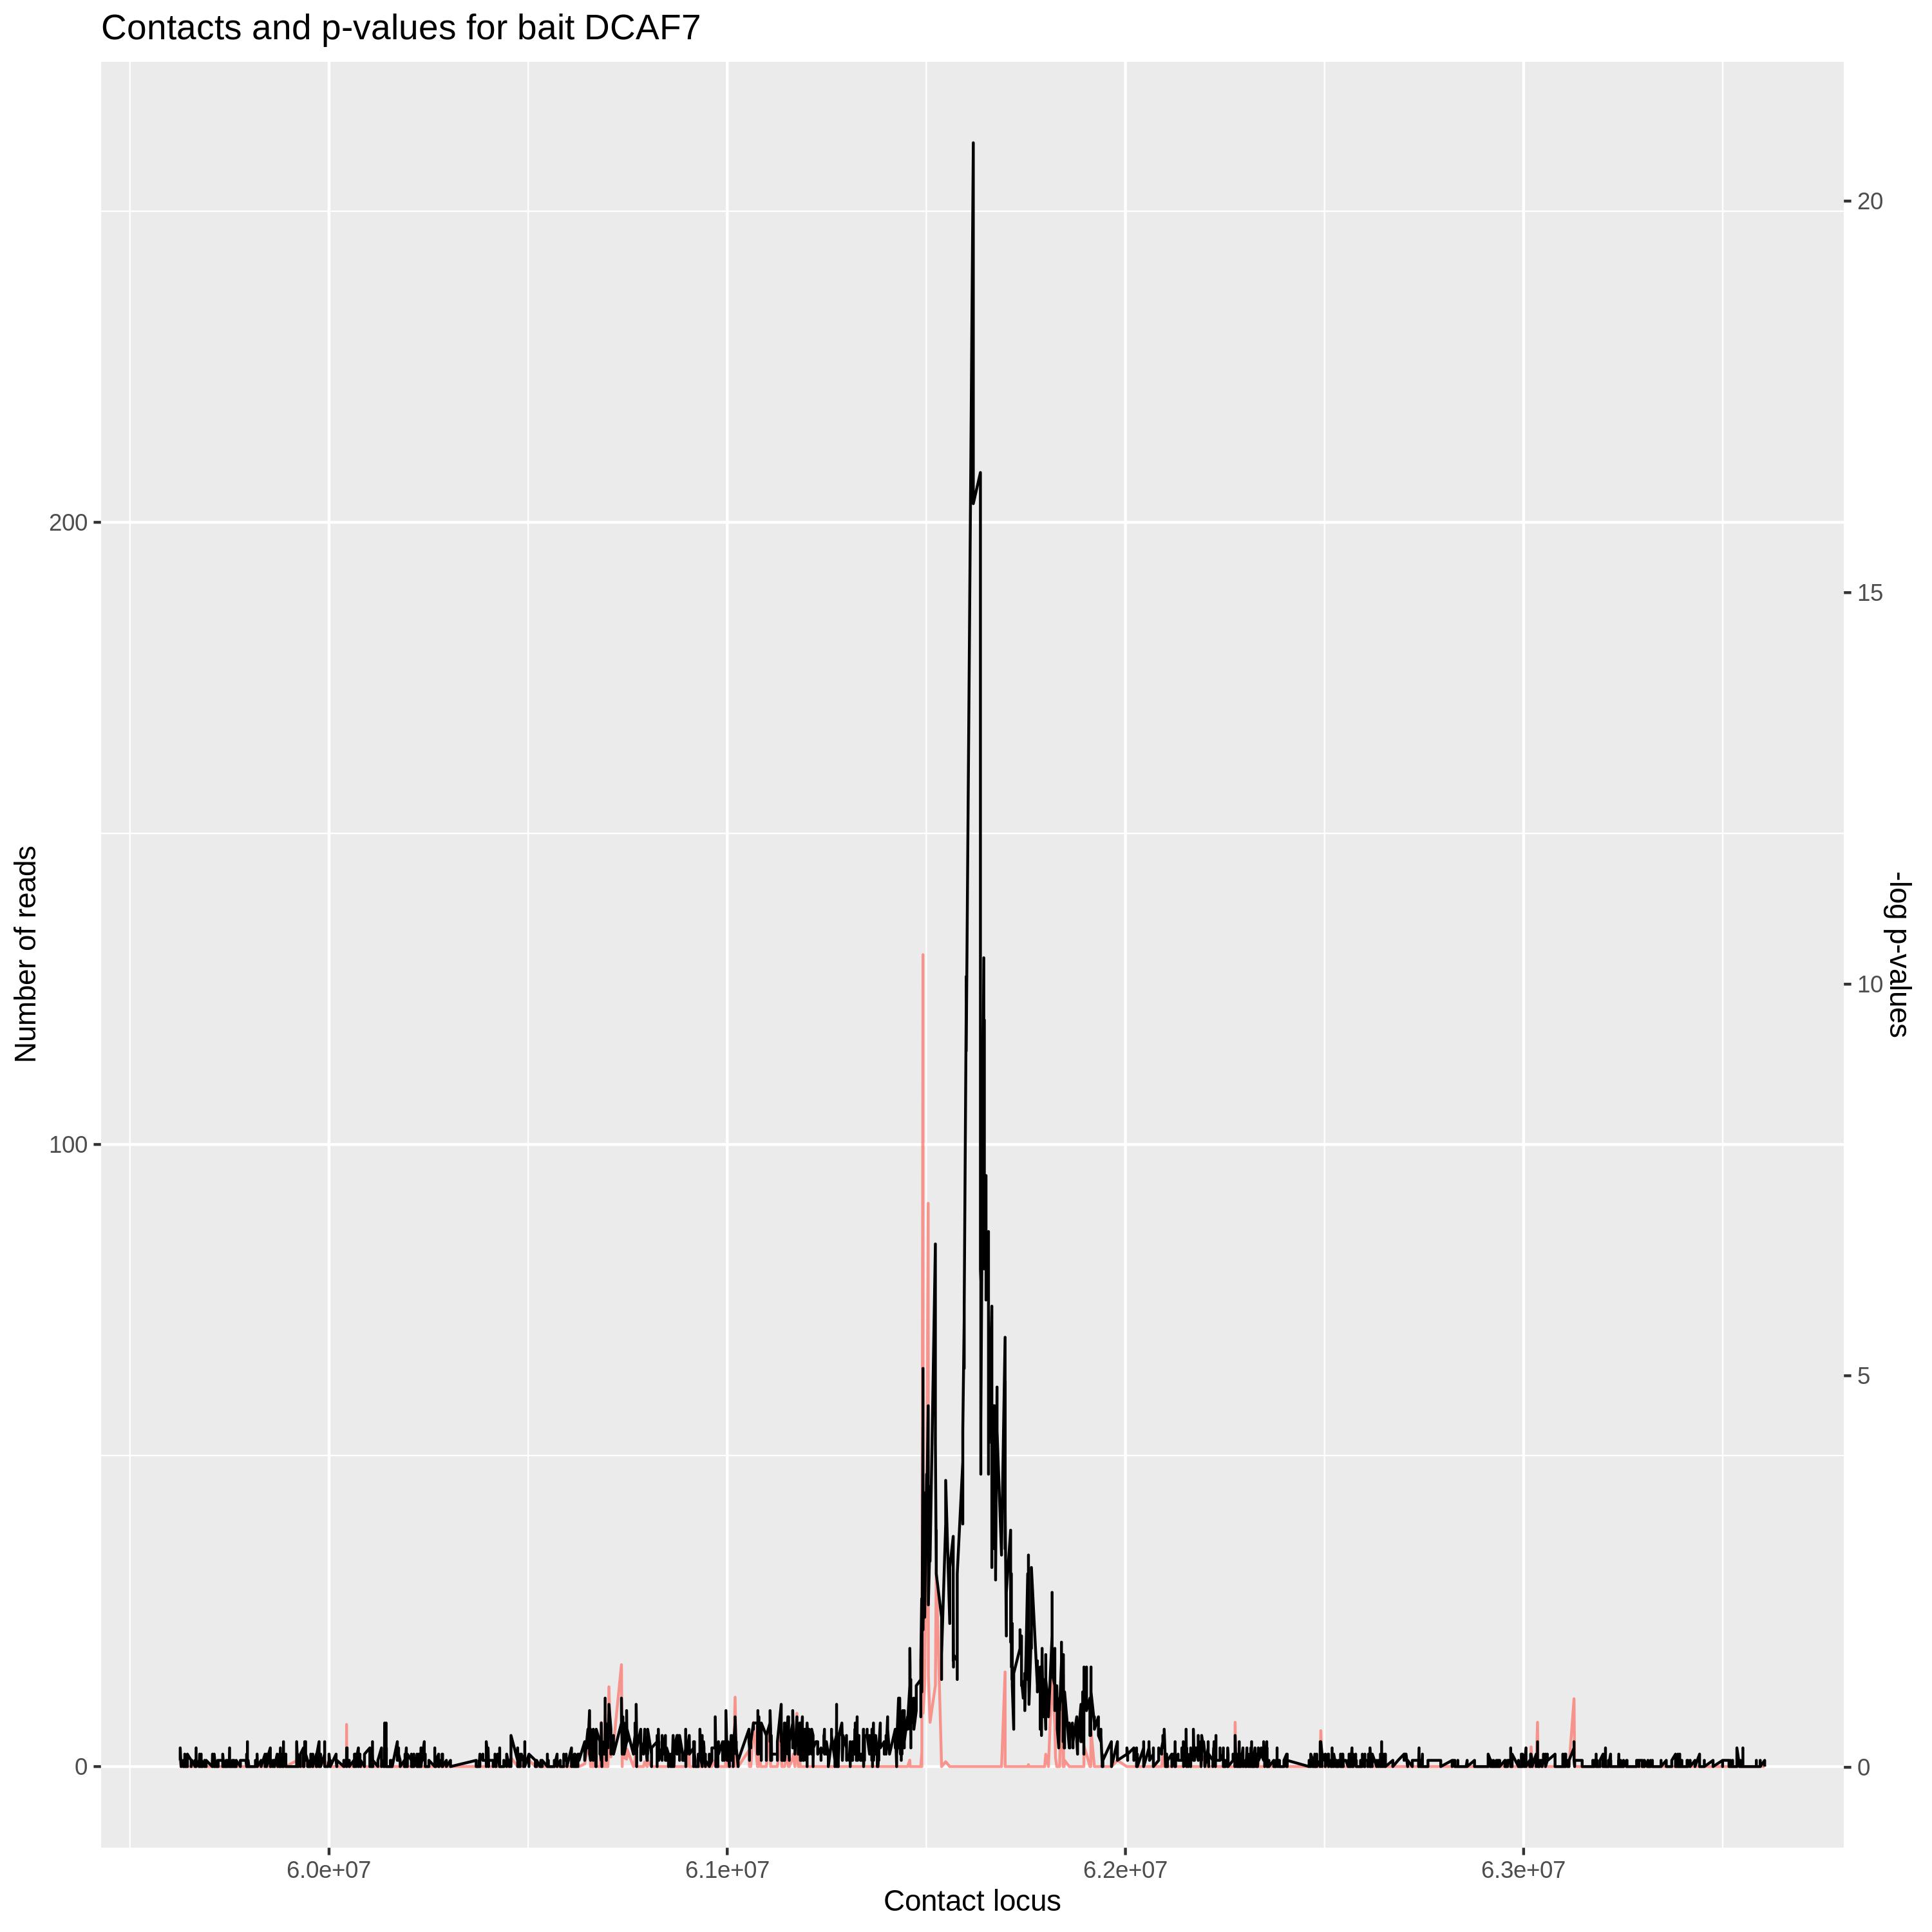 Contacts and p-values for bait DCAF7
Number of reads
200
100
0
20
15
10
5
0
-log p-values
6.0e+07
6.1e+07
6.2e+07
6.3e+07
Contact locus